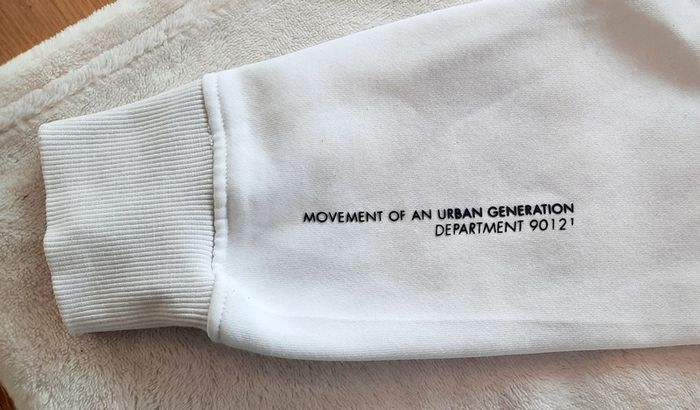 MOVEMENT OF AN URBAN GENERATION
DEPARTMENT 9012¹